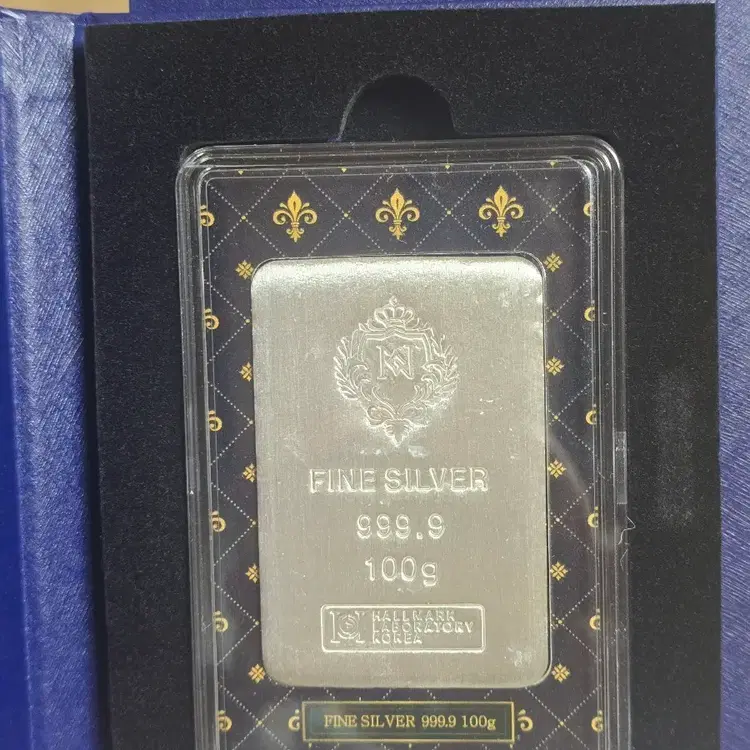 FINE SILVER
999.9
100g
HALLMARK
LABORATORY
KOREA
FINE SILVER 999.9 100g